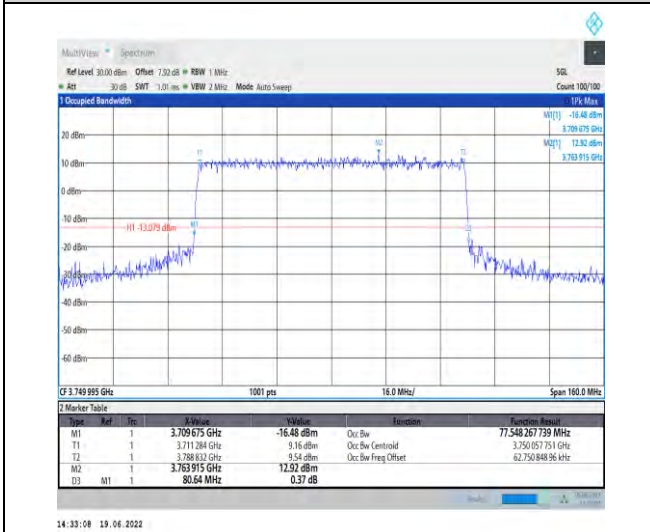 MultiView Spectrum
Ref Level 30.00 dBm Offset 7.92 dB RBW 1 MHz SGL
Att 30 dB SWT 1.01 ms VBW 2 MHz Mode Auto Sweep Count 100/100
1 Occupied Bandwidth 1Pk Max
M1[1] -16.48 dBm
3.709 675 GHz
M2[1] 12.92 dBm
3.763 915 GHz
20 dBm
T1 M2 T2
10 dBm
0 dBm
-10 dBm
H1 -13.079 dBm M1
-20 dBm
-30 dBm
-40 dBm
-50 dBm
-60 dBm
CF 3.749 995 GHz 1001 pts 16.0 MHz/ Span 160.0 MHz
2 Marker Table
Type Ref Trc X-Value Y-Value Function Function Result
M1 1 3.709 675 GHz -16.48 dBm Occ Bw 77.548 267 739 MHz
T1 1 3.711 284 GHz 9.16 dBm Occ Bw Centroid 3.750 057 751 GHz
T2 1 3.788 832 GHz 9.54 dBm Occ Bw Freq Offset 62.750 848 96 kHz
M2 1 3.763 915 GHz 12.92 dBm
D3 M1 1 80.64 MHz 0.37 dB
14:33:08 19.06.2022